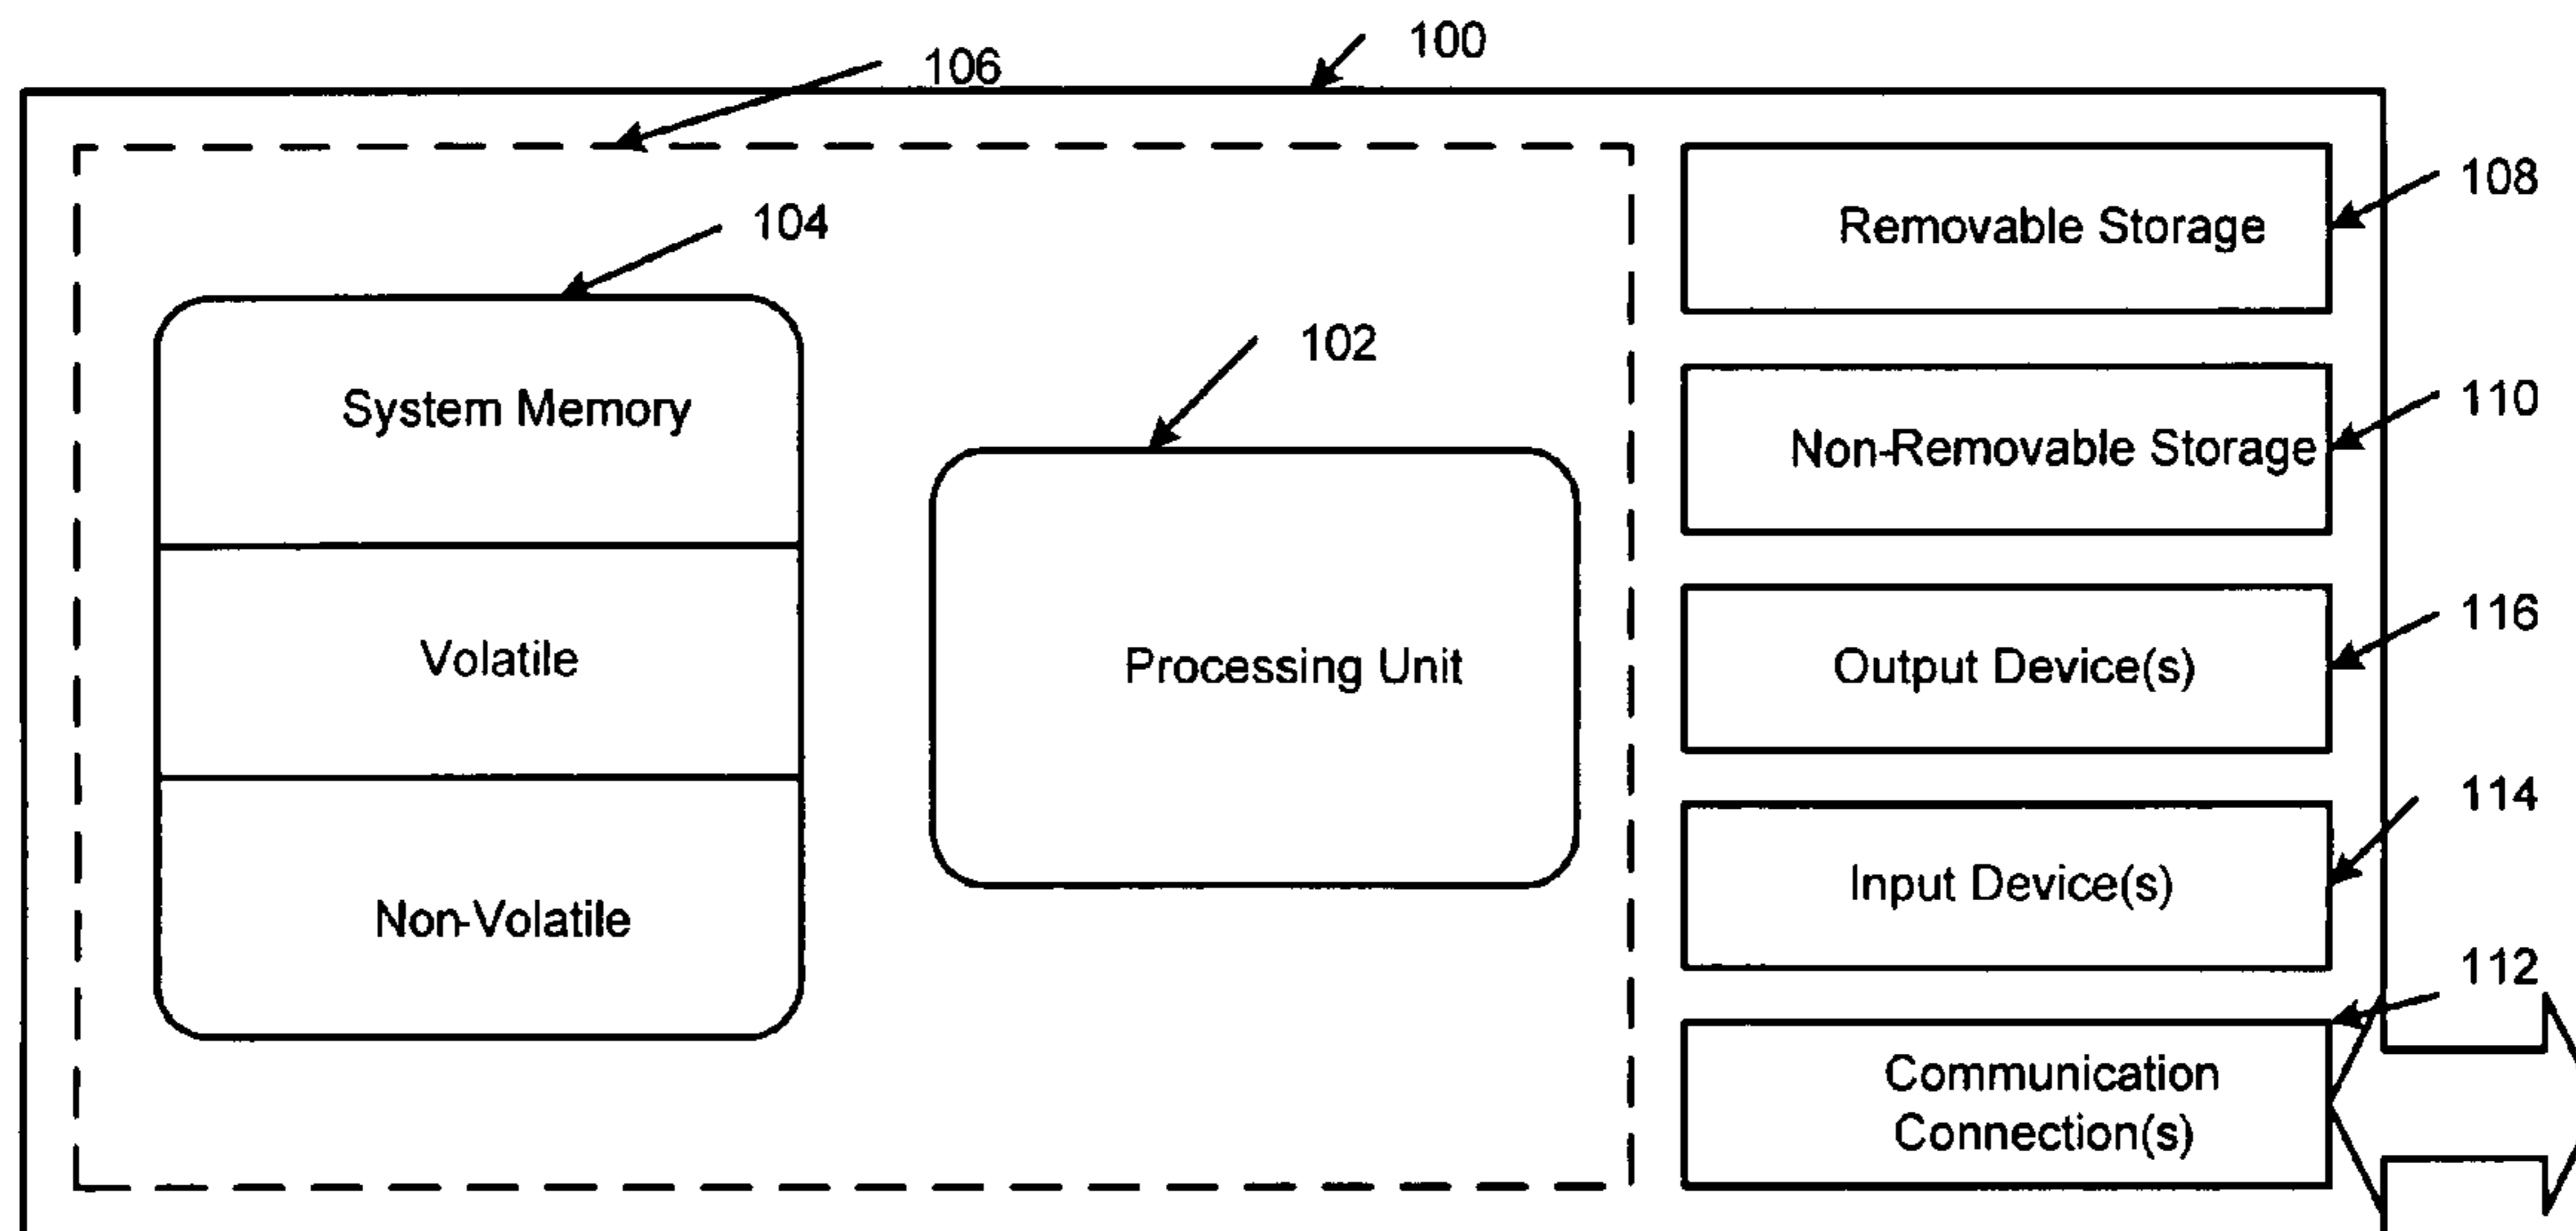 100
106
108
Removable Storage
104
102
110
System Memory
Non-Removable Storage
116
Volatile
Processing Unit
Output Device(s)
114
Input Device(s)
Non-Volatile
112
Communication
Connection(s)